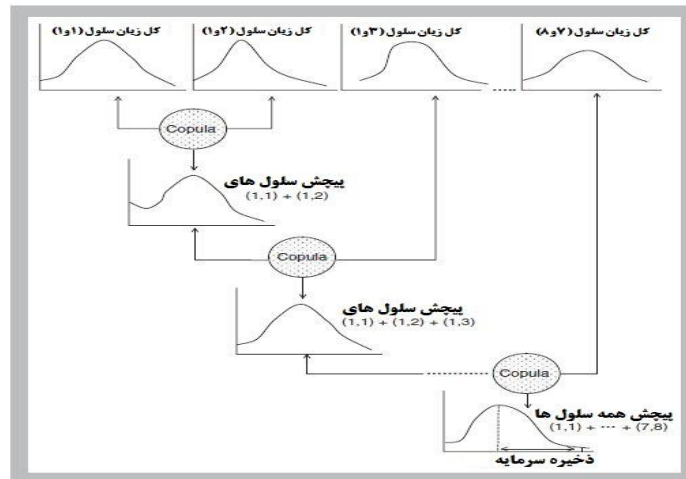 کل زیان سلول (۱و۱)
کل زیان سلول (۱و۲)
کل زیان سلول (۱و۳)
کل زیان سلول (۷و۸)
Copula
پیچش سلول های
(1,1) + (1,2)
Copula
پیچش سلول های
(1,1) + (1,2) + (1,3)
Copula
پیچش همه سلول ها
(1,1) + ··· + (7,8)
ذخیره سرمایه